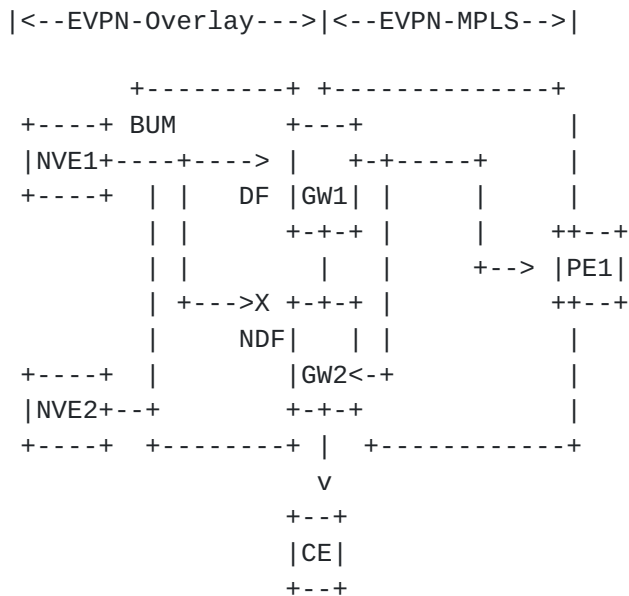 |<--EVPN-Overlay--->|<--EVPN-MPLS-->|

        +---------+ +--------------+
 +----+ BUM       +---+            |
 |NVE1+----+----> |   +-+-----+    |
 +----+  | |   DF |GW1| |     |    |
         | |      +-+-+ |     |   ++--+
         | |        |   |     +--> |PE1|
         | +--->X +-+-+ |         ++--+
         |     NDF|   | |          |
 +----+  |        |GW2<-+          |
 |NVE2+--+        +-+-+            |
 +----+  +--------+ |  +------------+
                    v
                  +--+
                  |CE|
                  +--+